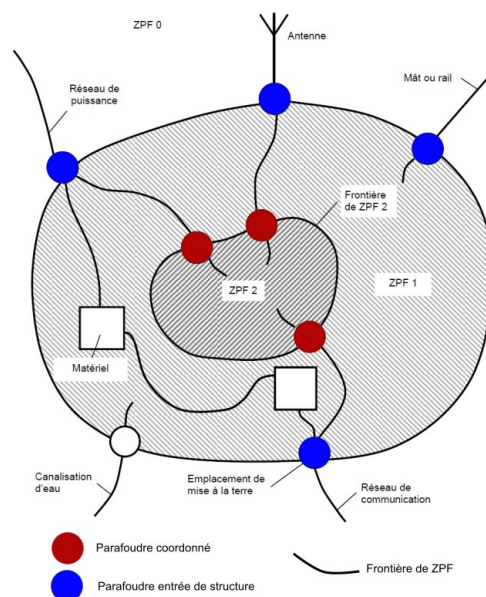 ZPF 0
Antenne
Mât ou rail
Réseau de
puissance
Frontière
de ZPF 2
ZPF 2
ZPF 1
Matériel
Canalisation
d'eau
Emplacement de
mise à la terre
Réseau de
communication
Parafoudre coordonné
Frontière de ZPF
Parafoudre entrée de structure